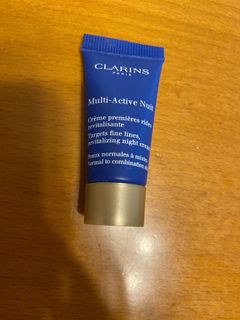 CLARINS
PARIS
Multi-Active Nuit
Crème premières rides
revitalisante
Targets fine lines,
revitalizing night cream
Peaux normales à mixtes
Normal to combination